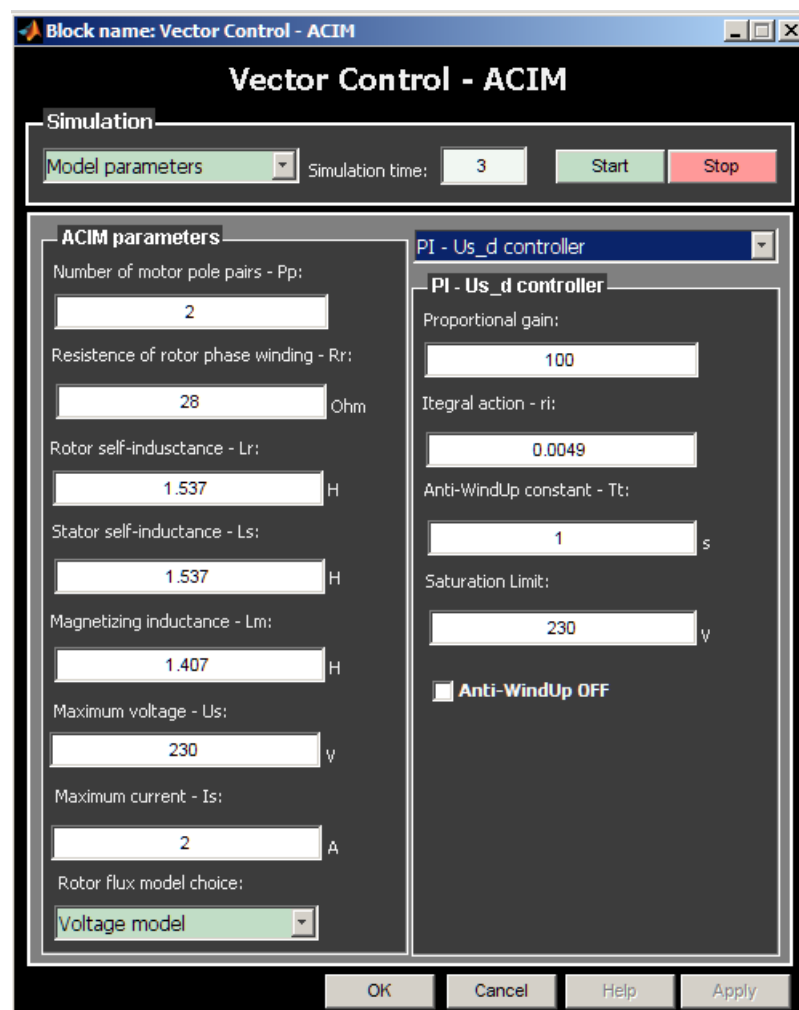 Block name: Vector Control - ACIM
Vector Control - ACIM
Simulation
Model parameters
Simulation time:
3
Start
Stop
ACIM parameters
Number of motor pole pairs - Pp:
2
Resistence of rotor phase winding - Rr:
28
Ohm
Rotor self-indusctance - Lr:
1.537
H
Stator self-inductance - Ls:
1.537
H
Magnetizing inductance - Lm:
1.407
H
Maximum voltage - Us:
230
V
Maximum current - Is:
2
A
Rotor flux model choice:
Voltage model
PI - Us_d controller
PI - Us_d controller
Proportional gain:
100
Itegral action - ri:
0.0049
Anti-WindUp constant - Tt:
1
s
Saturation Limit:
230
V
Anti-WindUp OFF
OK
Cancel
Help
Apply